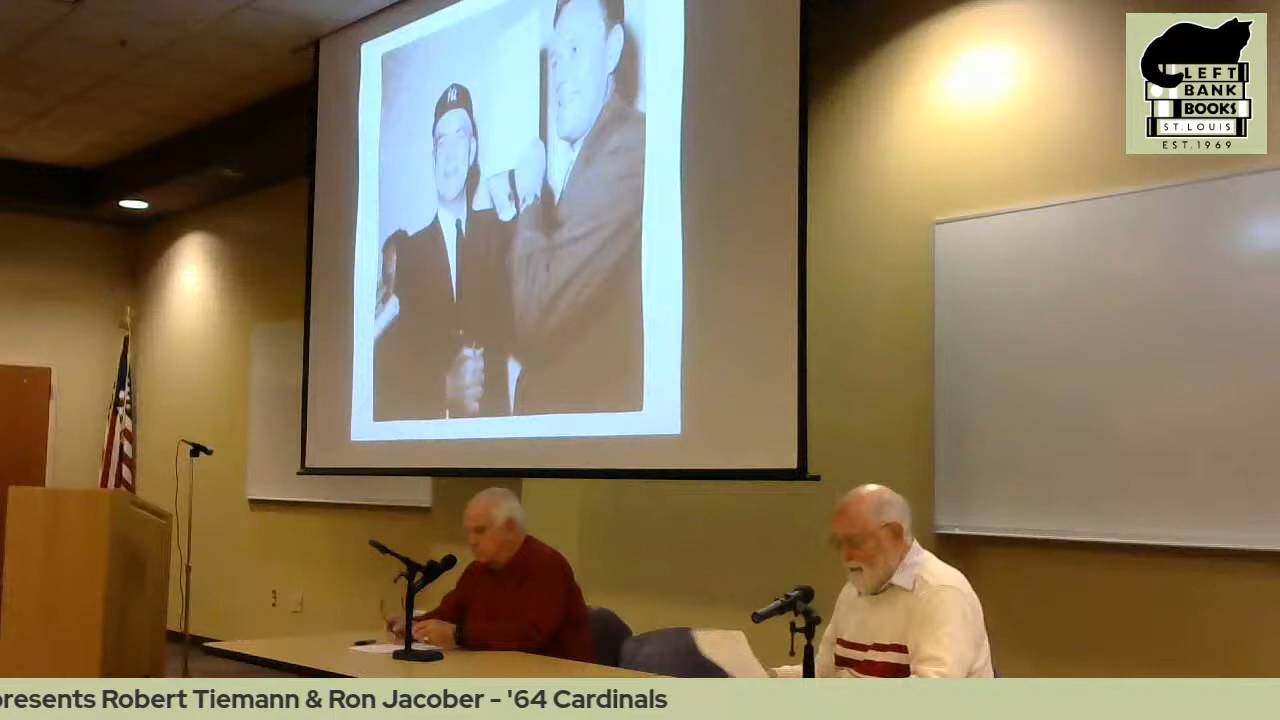 LEFT
BANK
BOOKS
ST. LOUIS
EST. 1969
presents Robert Tiemann & Ron Jacober - '64 Cardinals